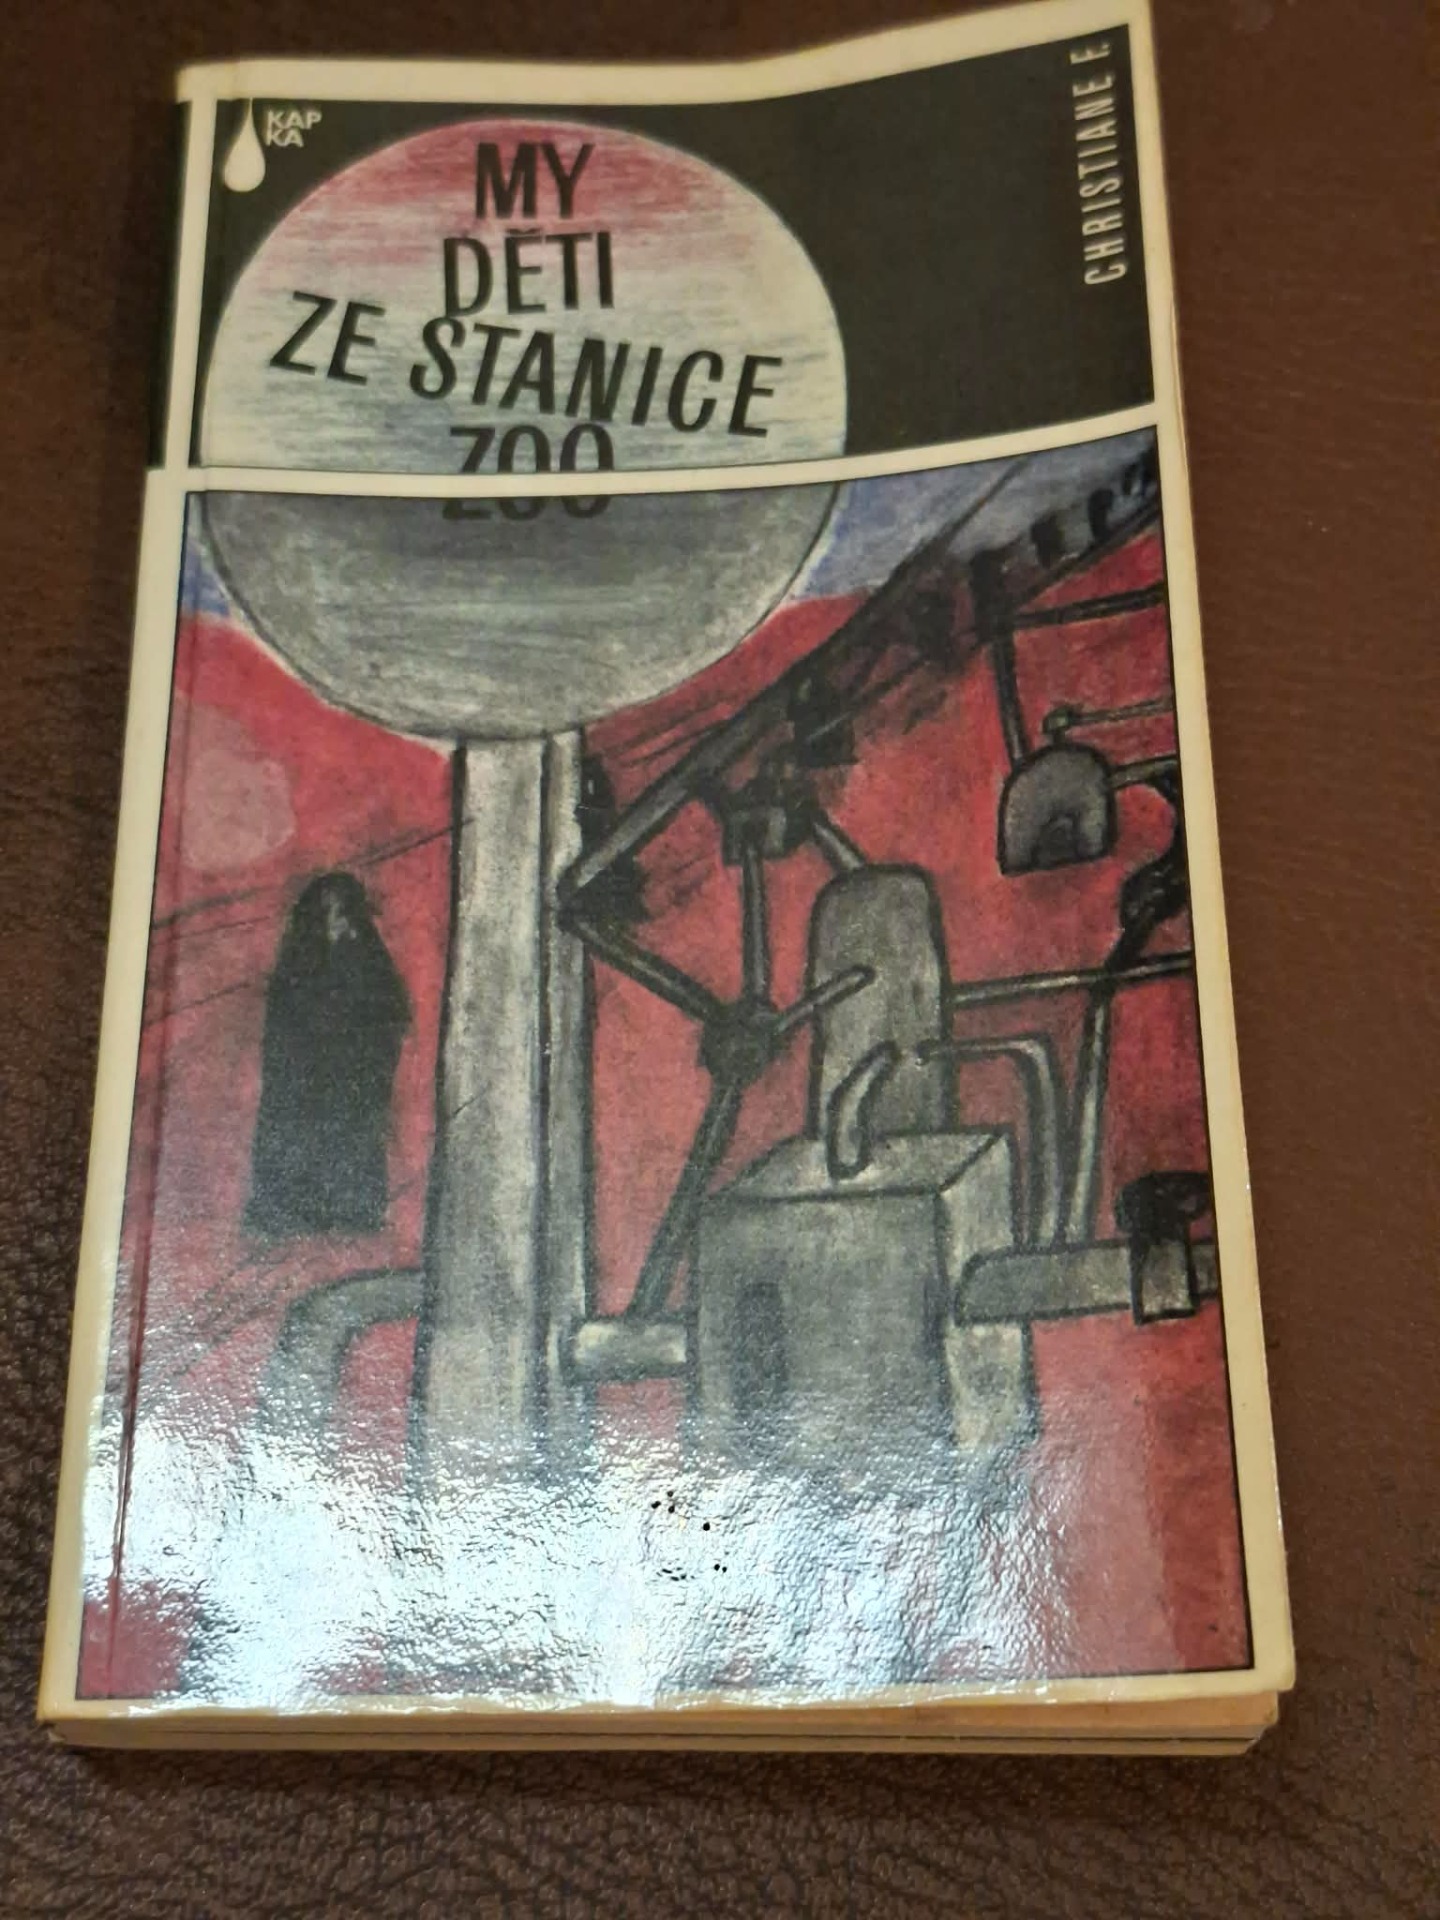 KAP
KA
MY
DĚTI
ZE STANICE
ZOO
CHRISTIANE F.